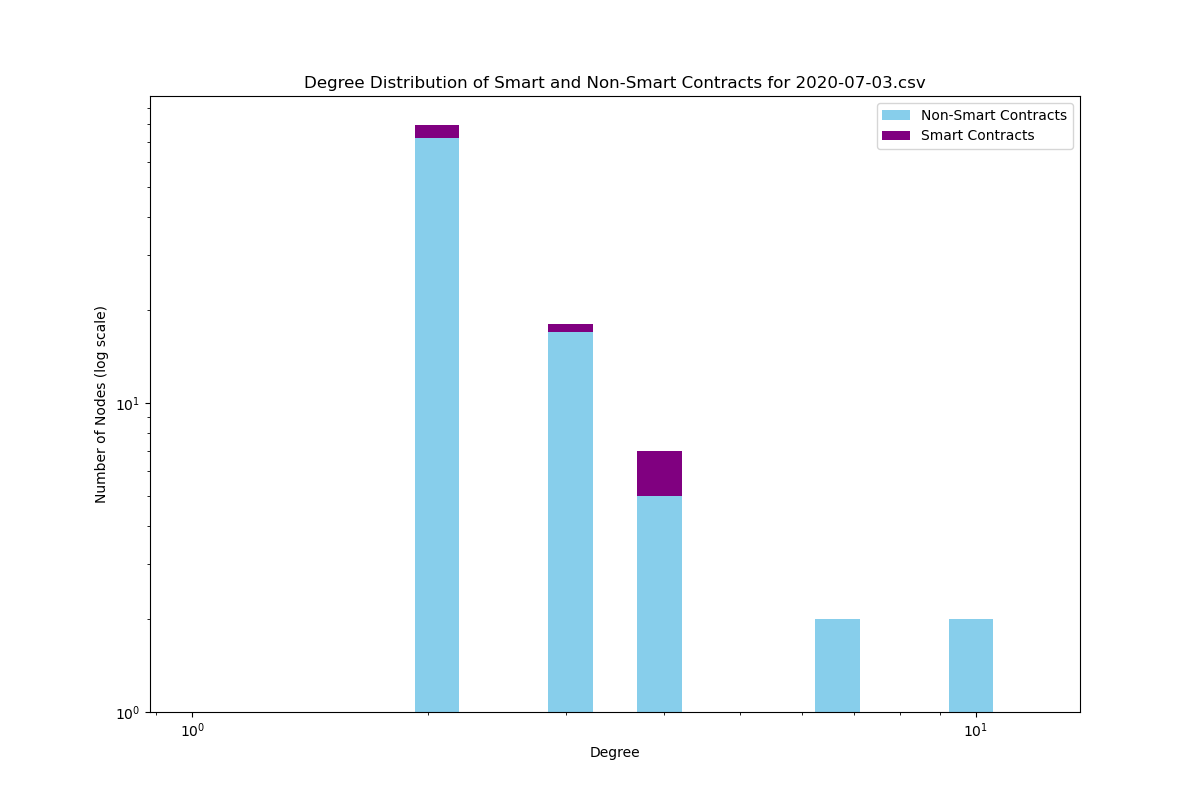 Degree Distribution of Smart and Non-Smart Contracts for 2020-07-03.csv
Non-Smart Contracts
Smart Contracts
Number of Nodes (log scale)
10¹
10⁰
10⁰
10¹
Degree